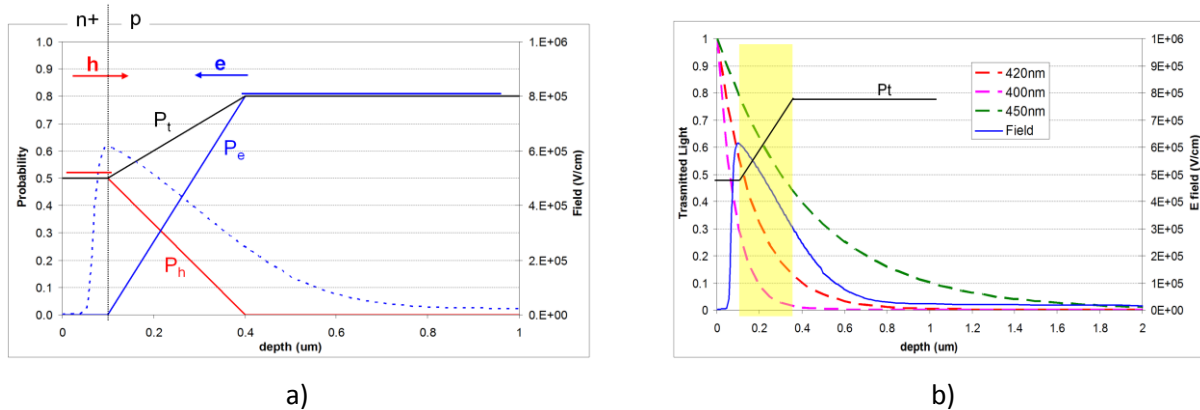 n+ p
1.0
0.9
0.8
0.7
0.6
0.5
0.4
0.3
0.2
0.1
0.0
Probability
h
e
Pt
Pe
Ph
1.E+06
8.E+05
6.E+05
4.E+05
2.E+05
0.E+00
Field (V/cm)
0 0.2 0.4 0.6 0.8 1
depth (um)
a)
1
0.9
0.8
0.7
0.6
0.5
0.4
0.3
0.2
0.1
0
Trasmitted Light
Pt
420nm
400nm
450nm
Field
1E+06
9E+05
8E+05
7E+05
6E+05
5E+05
4E+05
3E+05
2E+05
1E+05
0E+00
E field (V/cm)
0 0.2 0.4 0.6 0.8 1 1.2 1.4 1.6 1.8 2
depth (um)
b)